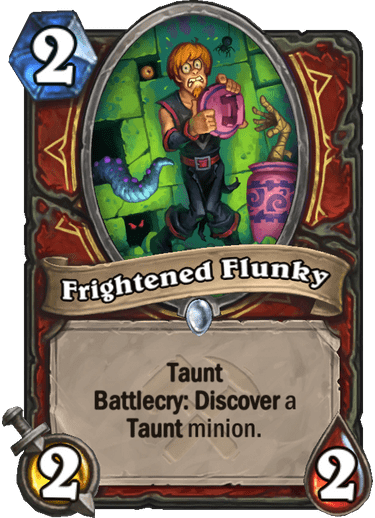 2
Frightened Flunky
Taunt
Battlecry: Discover a
Taunt minion.
2 2